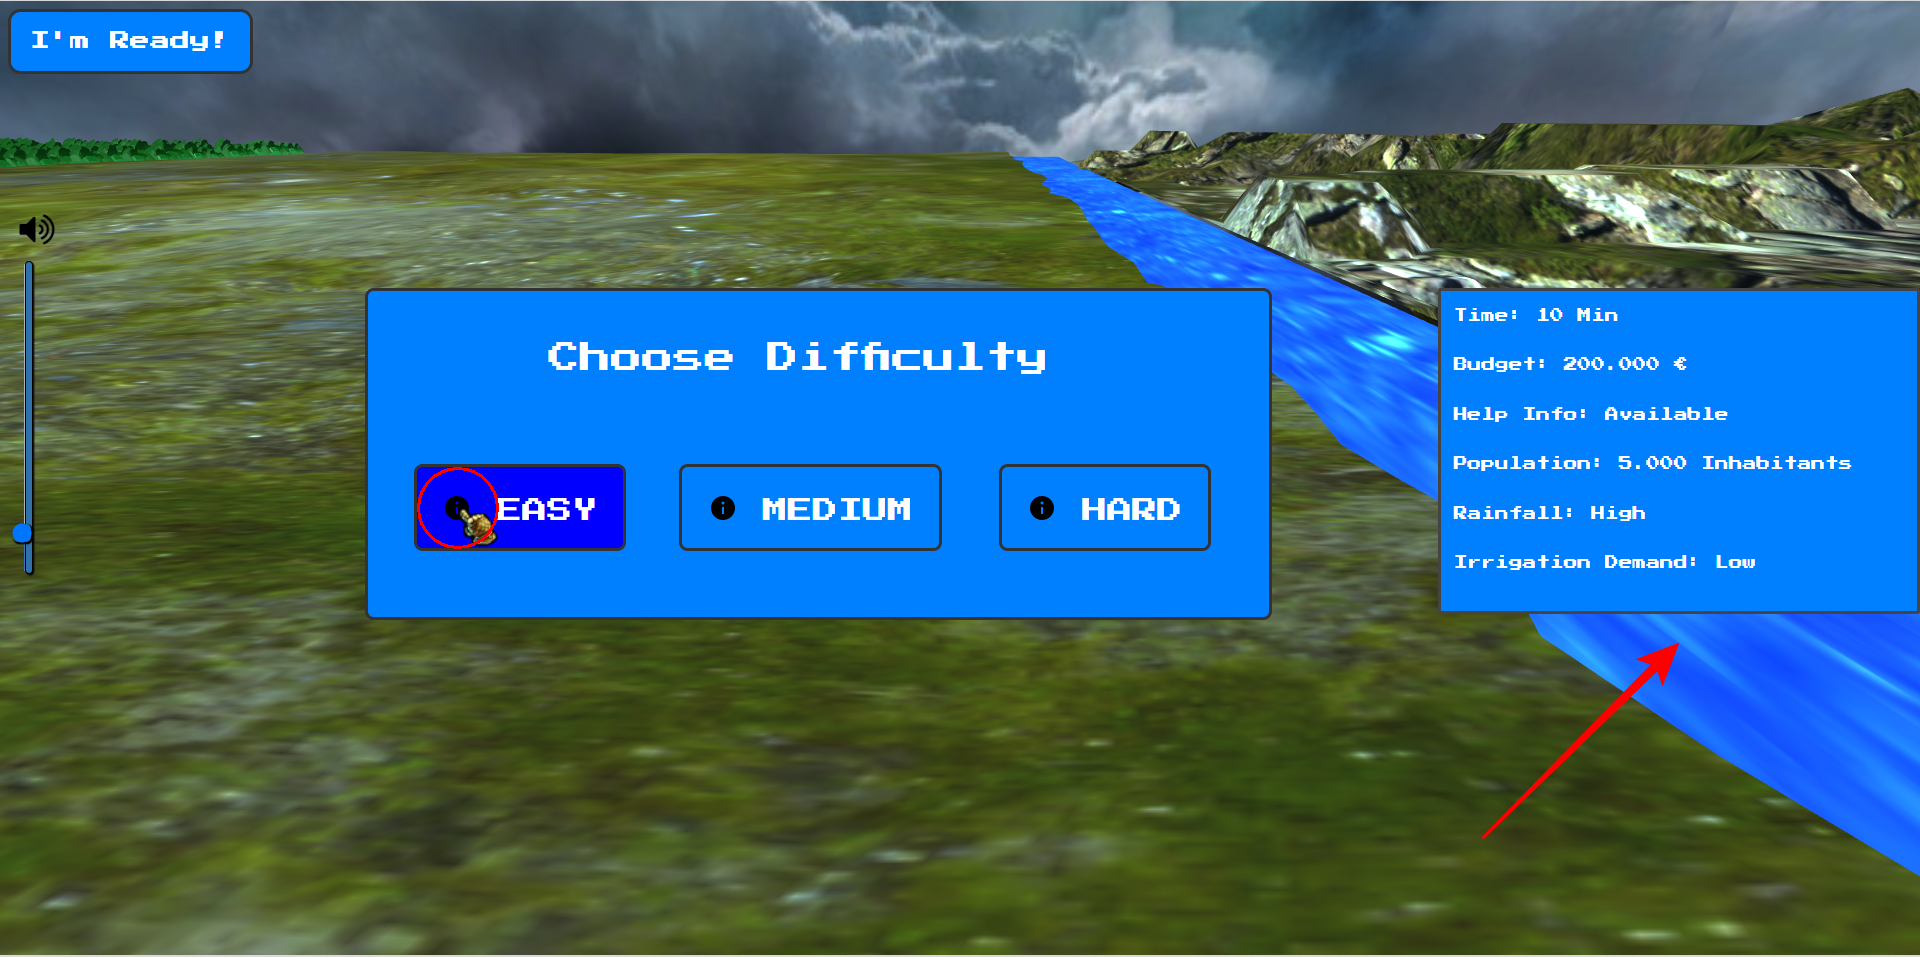 I'm Ready!
Choose Difficulty
EASY
MEDIUM
HARD
Time: 10 Min
Budget: 200.000 €
Help Info: Available
Population: 5.000 Inhabitants
Rainfall: High
Irrigation Demand: Low